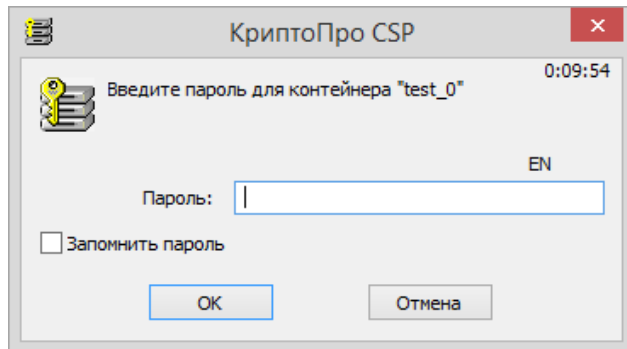 КриптоПро CSP
0:09:54
Введите пароль для контейнера "test_0"
EN
Пароль:
Запомнить пароль
OK
Отмена